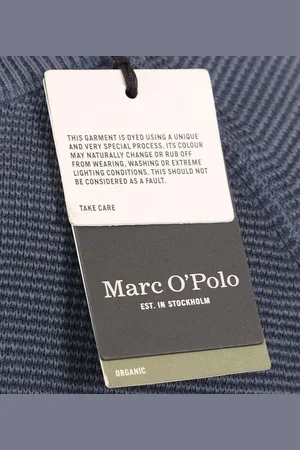 THIS GARMENT IS DYED USING A UNIQUE
AND VERY SPECIAL PROCESS. ITS COLOUR
MAY NATURALLY CHANGE OR RUB OFF
FROM WEARING, WASHING OR EXTREME
LIGHTING CONDITIONS. THIS SHOULD NOT
BE CONSIDERED AS A FAULT.
TAKE CARE
Marc O'Polo
EST. IN STOCKHOLM
ORGANIC